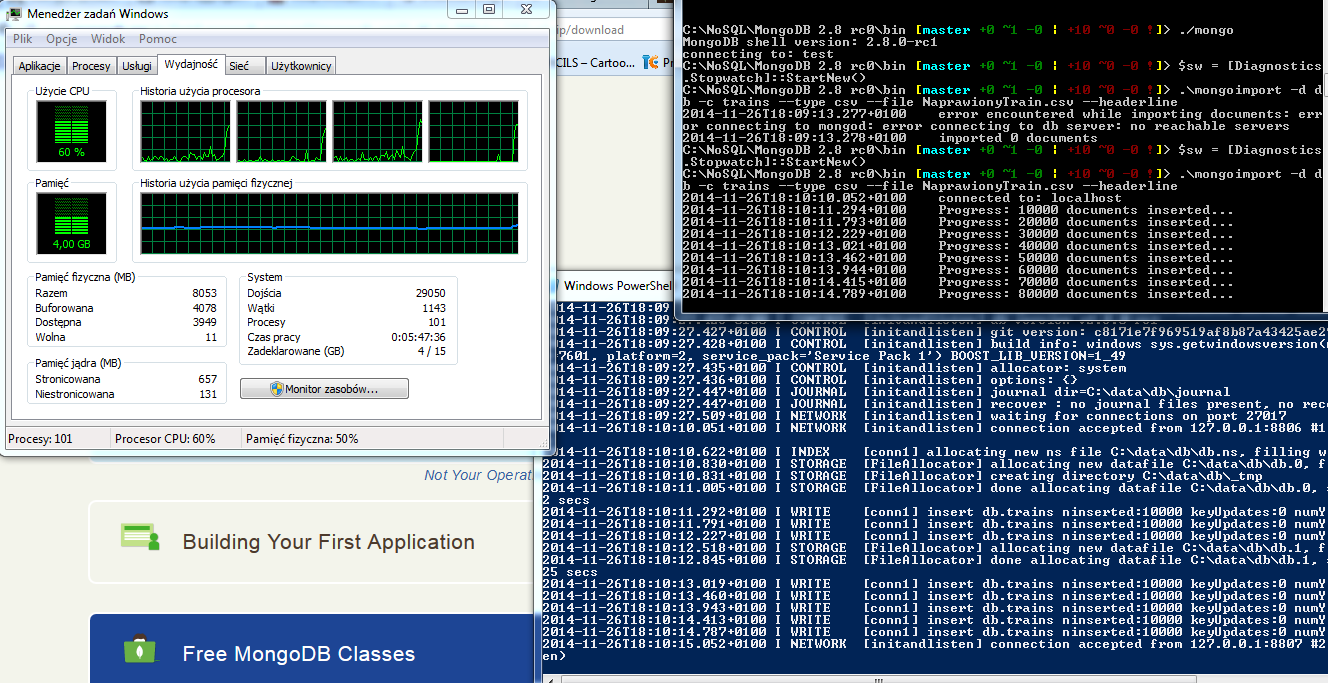 Menedżer zadań Windows
Plik Opcje Widok Pomoc
Aplikacje Procesy Usługi Wydajność Sieć Użytkownicy
Użycie CPU
Historia użycia procesora
60 %
Pamięć
Historia użycia pamięci fizycznej
4,00 GB
Pamięć fizyczna (MB)
Razem 8053
Buforowana 4078
Dostępna 3949
Wolna 11
System
Dojścia 29050
Wątki 1143
Procesy 101
Czas pracy 0:05:47:36
Zadeklarowane (GB) 4 / 15
Pamięć jądra (MB)
Stronicowana 657
Niestronicowana 131
Monitor zasobów...
Procesy: 101 Procesor CPU: 60% Pamięć fizyczna: 50%
ip/download
CILS – Cartoo...
Not Your Operat
Building Your First Application
Free MongoDB Classes
C:\NoSQL\MongoDB 2.8 rc0\bin [master +0 ~1 -0 | +10 ~0 -0 !]> ./mongo
MongoDB shell version: 2.8.0-rc1
connecting to: test
C:\NoSQL\MongoDB 2.8 rc0\bin [master +0 ~1 -0 | +10 ~0 -0 !]> $sw = [Diagnostics
.Stopwatch]::StartNew()
C:\NoSQL\MongoDB 2.8 rc0\bin [master +0 ~1 -0 | +10 ~0 -0 !]> .\mongoimport -d d
b -c trains --type csv --file NaprawionyTrain.csv --headerline
2014-11-26T18:09:13.277+0100 error encountered while importing documents: err
or connecting to mongod: error connecting to db server: no reachable servers
2014-11-26T18:09:13.278+0100 imported 0 documents
C:\NoSQL\MongoDB 2.8 rc0\bin [master +0 ~1 -0 | +10 ~0 -0 !]> $sw = [Diagnostics
.Stopwatch]::StartNew()
C:\NoSQL\MongoDB 2.8 rc0\bin [master +0 ~1 -0 | +10 ~0 -0 !]> .\mongoimport -d d
b -c trains --type csv --file NaprawionyTrain.csv --headerline
2014-11-26T18:10:10.052+0100 connected to: localhost
2014-11-26T18:10:11.294+0100 Progress: 10000 documents inserted...
2014-11-26T18:10:11.793+0100 Progress: 20000 documents inserted...
2014-11-26T18:10:12.229+0100 Progress: 30000 documents inserted...
2014-11-26T18:10:13.021+0100 Progress: 40000 documents inserted...
2014-11-26T18:10:13.462+0100 Progress: 50000 documents inserted...
2014-11-26T18:10:13.944+0100 Progress: 60000 documents inserted...
2014-11-26T18:10:14.415+0100 Progress: 70000 documents inserted...
2014-11-26T18:10:14.789+0100 Progress: 80000 documents inserted...
Windows PowerShel
014-11-26T18:09
014-11-26T18:09:27.427+0100 I CONTROL [initandlisten] git version: c8171e7f969519af8b87a43425ae2
014-11-26T18:09:27.428+0100 I CONTROL [initandlisten] build info: windows sys.getwindowsversion(
7601, platform=2, service_pack='Service Pack 1') BOOST_LIB_VERSION=1_49
014-11-26T18:09:27.435+0100 I CONTROL [initandlisten] allocator: system
014-11-26T18:09:27.436+0100 I CONTROL [initandlisten] options: {}
014-11-26T18:09:27.447+0100 I JOURNAL [initandlisten] journal dir=C:\data\db\journal
014-11-26T18:09:27.447+0100 I JOURNAL [initandlisten] recover : no journal files present, no reco
014-11-26T18:09:27.509+0100 I NETWORK [initandlisten] waiting for connections on port 27017
014-11-26T18:10:10.051+0100 I NETWORK [initandlisten] connection accepted from 127.0.0.1:8806 #1
2014-11-26T18:10:10.622+0100 I INDEX [conn1] allocating new ns file C:\data\db\db.ns, filling w
2014-11-26T18:10:10.830+0100 I STORAGE [FileAllocator] allocating new datafile C:\data\db\db.0, f
2014-11-26T18:10:10.831+0100 I STORAGE [FileAllocator] creating directory C:\data\db\_tmp
2014-11-26T18:10:11.005+0100 I STORAGE [FileAllocator] done allocating datafile C:\data\db\db.0,
2 secs
2014-11-26T18:10:11.292+0100 I WRITE [conn1] insert db.trains ninserted:10000 keyUpdates:0 numY
2014-11-26T18:10:11.791+0100 I WRITE [conn1] insert db.trains ninserted:10000 keyUpdates:0 numY
2014-11-26T18:10:12.227+0100 I WRITE [conn1] insert db.trains ninserted:10000 keyUpdates:0 numY
2014-11-26T18:10:12.518+0100 I STORAGE [FileAllocator] allocating new datafile C:\data\db\db.1, f
2014-11-26T18:10:12.845+0100 I STORAGE [FileAllocator] done allocating datafile C:\data\db\db.1,
25 secs
2014-11-26T18:10:13.019+0100 I WRITE [conn1] insert db.trains ninserted:10000 keyUpdates:0 numY
2014-11-26T18:10:13.460+0100 I WRITE [conn1] insert db.trains ninserted:10000 keyUpdates:0 numY
2014-11-26T18:10:13.943+0100 I WRITE [conn1] insert db.trains ninserted:10000 keyUpdates:0 numY
2014-11-26T18:10:14.413+0100 I WRITE [conn1] insert db.trains ninserted:10000 keyUpdates:0 numY
2014-11-26T18:10:14.787+0100 I WRITE [conn1] insert db.trains ninserted:10000 keyUpdates:0 numY
2014-11-26T18:10:15.052+0100 I NETWORK [initandlisten] connection accepted from 127.0.0.1:8807 #2
en)